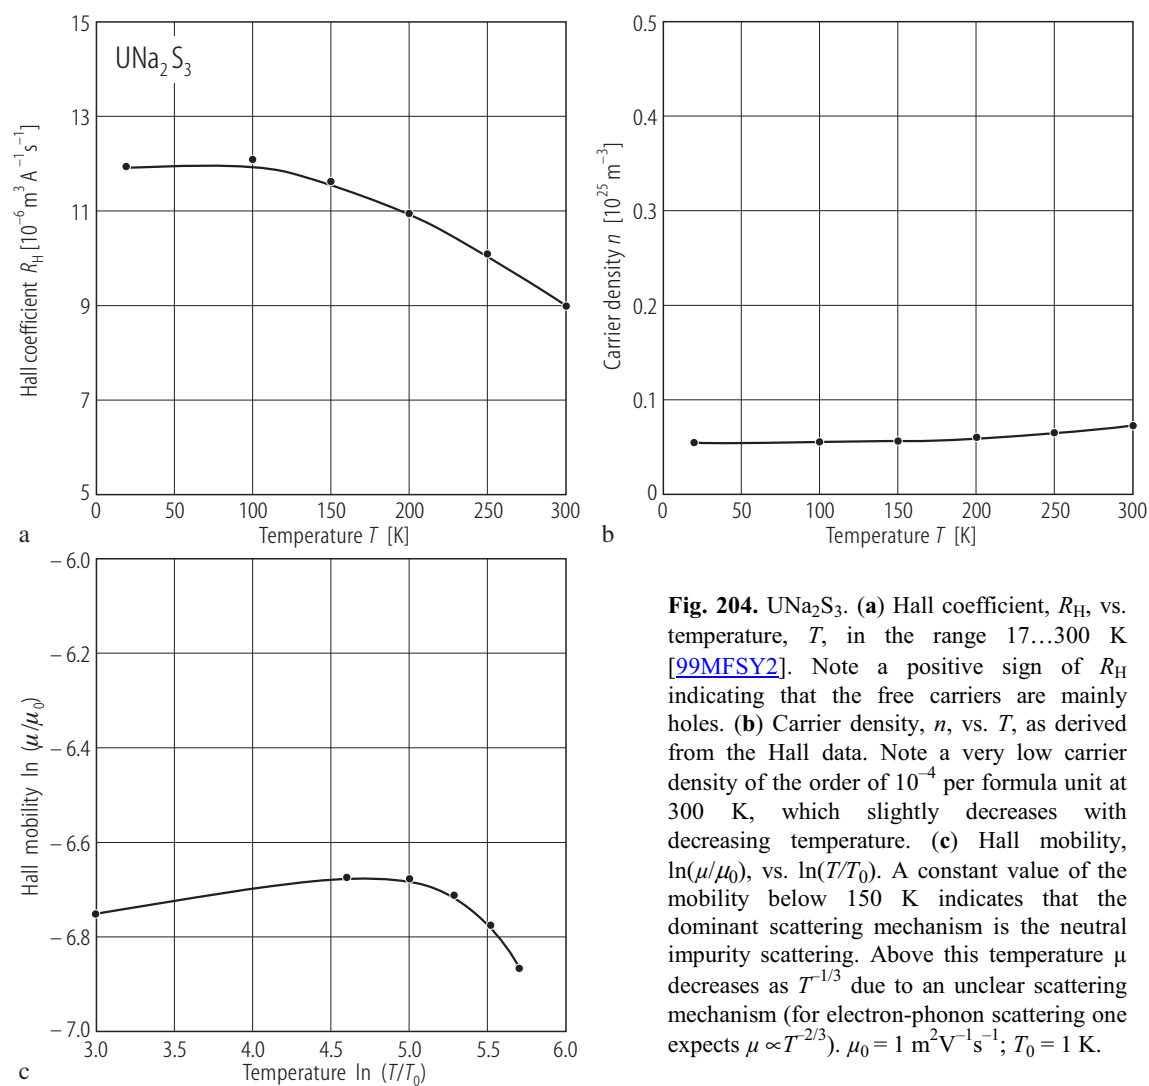 15
13
11
9
7
5
Hall coefficient R_H [10⁻⁶ m³ A⁻¹s⁻¹]
UNa₂S₃
0 50 100 150 200 250 300
Temperature T [K]
a
0.5
0.4
0.3
0.2
0.1
0
Carrier density n [10²⁵ m⁻³]
0 50 100 150 200 250 300
Temperature T [K]
b
– 6.0
– 6.2
– 6.4
– 6.6
– 6.8
– 7.0
Hall mobility ln (μ/μ₀)
3.0 3.5 4.0 4.5 5.0 5.5 6.0
Temperature ln (T/T₀)
c
Fig. 204. UNa₂S₃. (a) Hall coefficient, R_H, vs.
temperature, T, in the range 17…300 K
[99MFSY2]. Note a positive sign of R_H
indicating that the free carriers are mainly
holes. (b) Carrier density, n, vs. T, as derived
from the Hall data. Note a very low carrier
density of the order of 10⁻⁴ per formula unit at
300 K, which slightly decreases with
decreasing temperature. (c) Hall mobility,
ln(μ/μ₀), vs. ln(T/T₀). A constant value of the
mobility below 150 K indicates that the
dominant scattering mechanism is the neutral
impurity scattering. Above this temperature μ
decreases as T⁻¹/³ due to an unclear scattering
mechanism (for electron-phonon scattering one
expects μ ∝T⁻²/³). μ₀ = 1 m²V⁻¹s⁻¹; T₀ = 1 K.